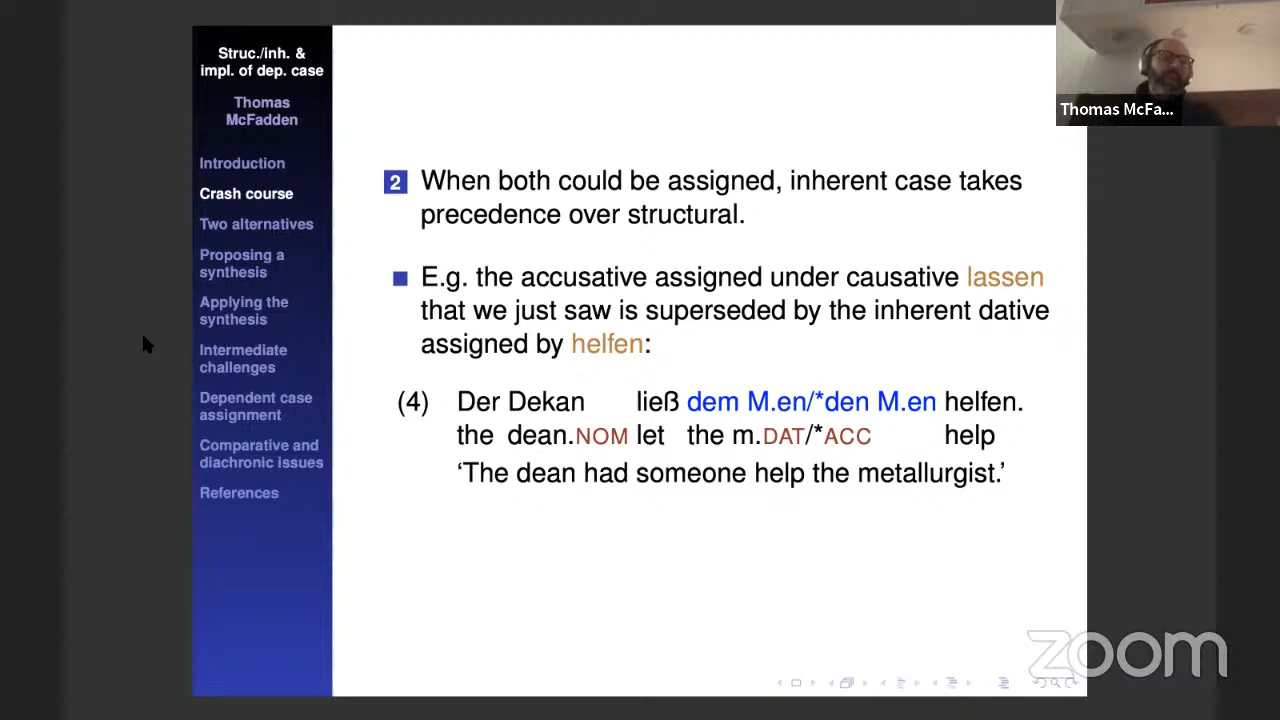 Struc./inh. &
impl. of dep. case
Thomas
McFadden
Introduction
Crash course
Two alternatives
Proposing a
synthesis
Applying the
synthesis
Intermediate
challenges
Dependent case
assignment
Comparative and
diachronic issues
References
2 When both could be assigned, inherent case takes
precedence over structural.
E.g. the accusative assigned under causative lassen
that we just saw is superseded by the inherent dative
assigned by helfen:
(4) Der Dekan ließ dem M.en/*den M.en helfen.
the dean.NOM let the m.DAT/*ACC help
‘The dean had someone help the metallurgist.’
Thomas McFa...
zoom